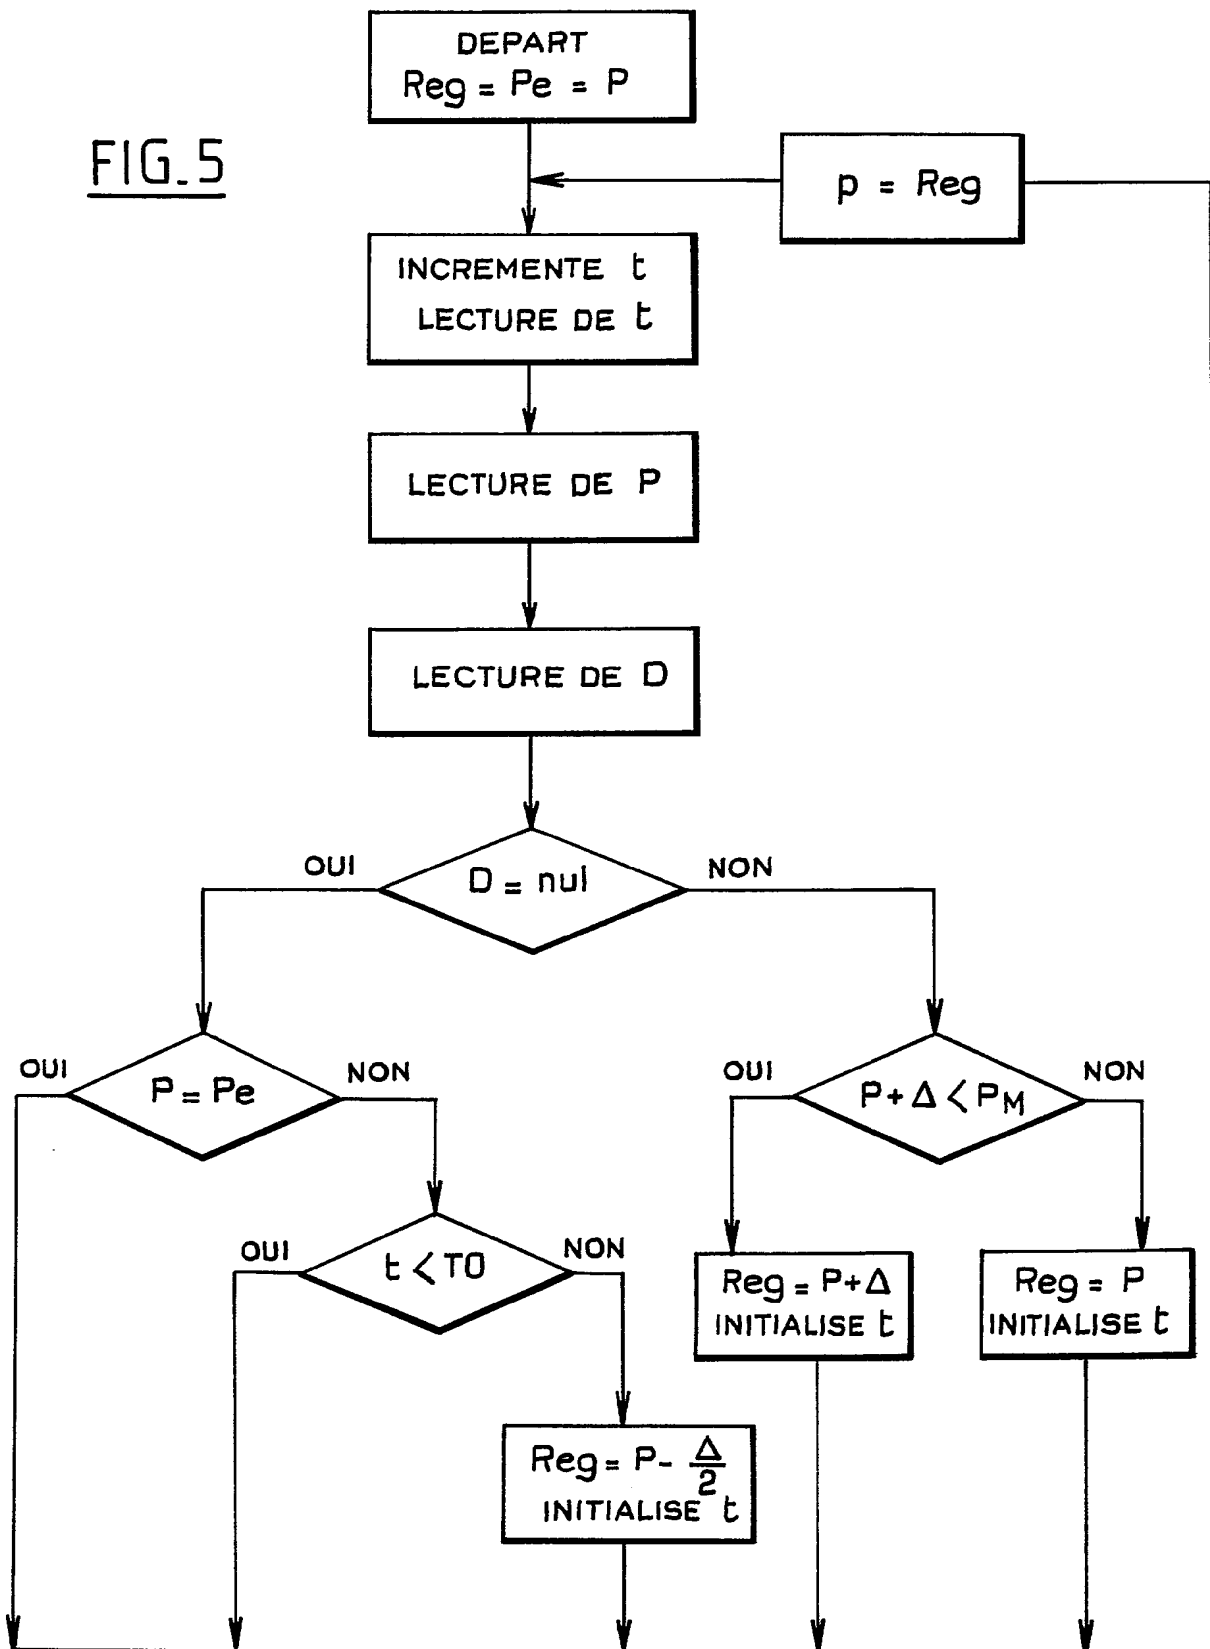 DEPART
Reg = Pe = P
FIG_5
p = Reg
INCREMENTE t
LECTURE DE t
LECTURE DE P
LECTURE DE D
OUI
D = nul
NON
OUI
P = Pe
NON
OUI
P + Δ < PM
NON
OUI
t < T0
NON
Reg = P+Δ
INITIALISE t
Reg = P
INITIALISE t
Reg = P - Δ/2
INITIALISE t